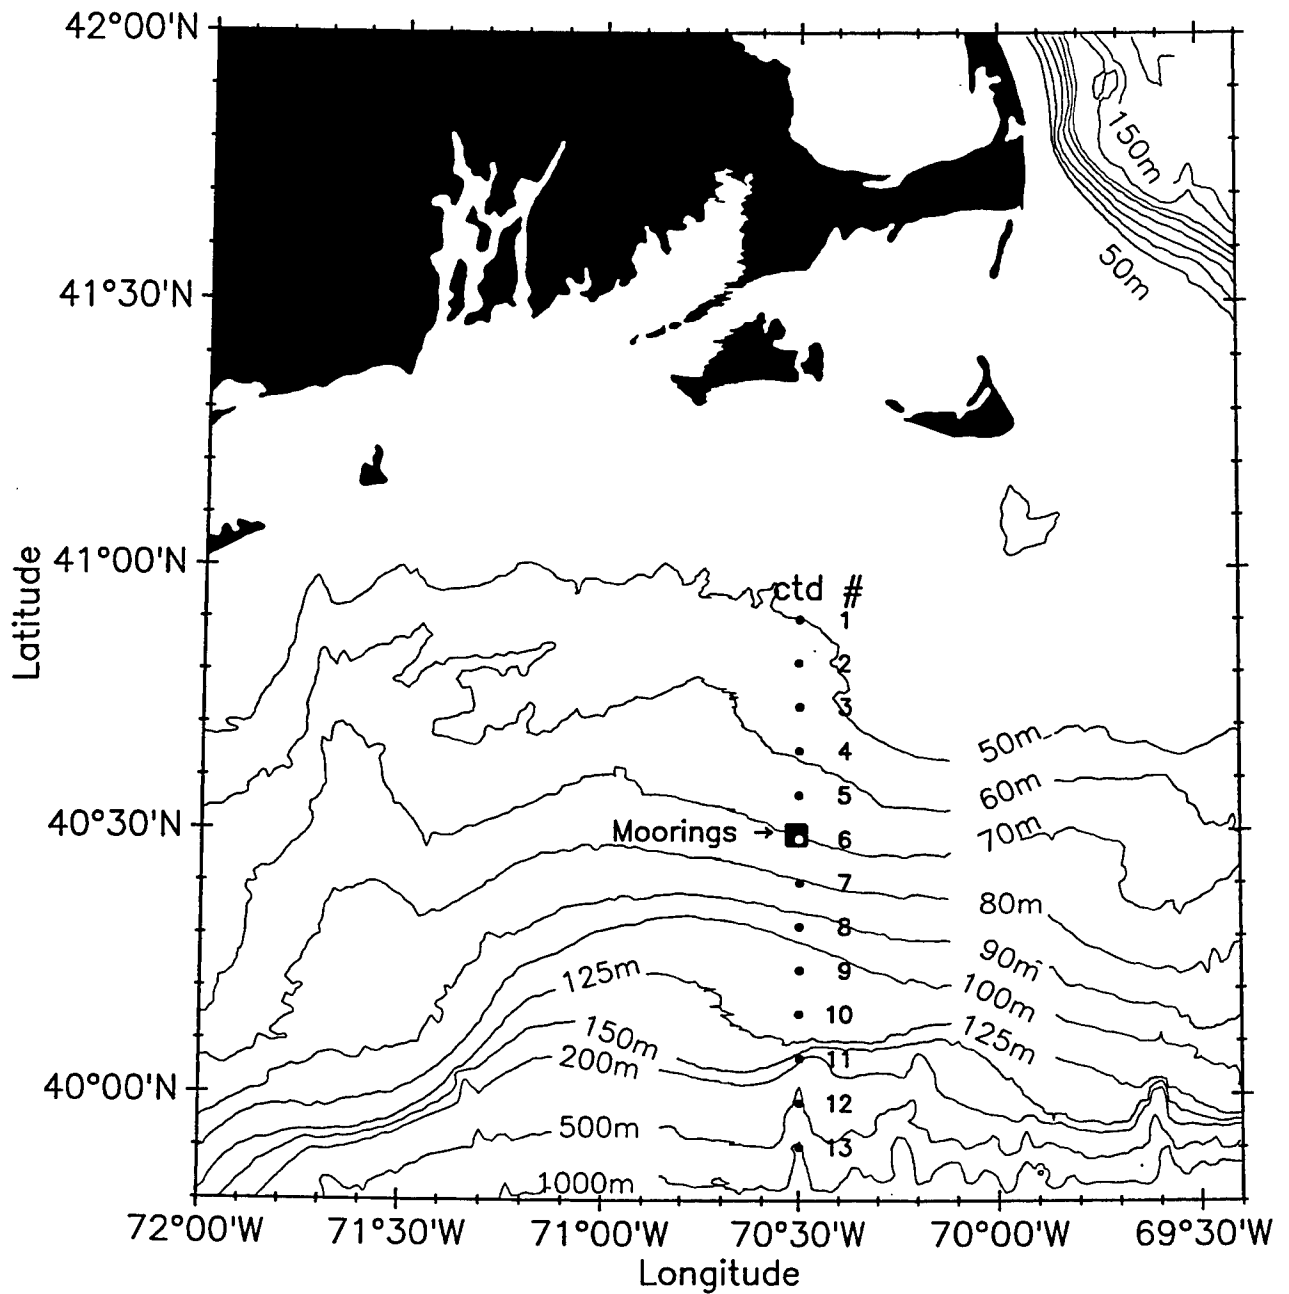 42°00'N
150m
50m
41°30'N
41°00'N
Latitude
ctd #
1
2
3
50m
4
60m
5
40°30'N
Moorings → 6
70m
7
80m
8
90m
125m
9
100m
10
150m
125m
200m
11
40°00'N
12
500m
13
1000m
72°00'W 71°30'W 71°00'W 70°30'W 70°00'W 69°30'W
Longitude